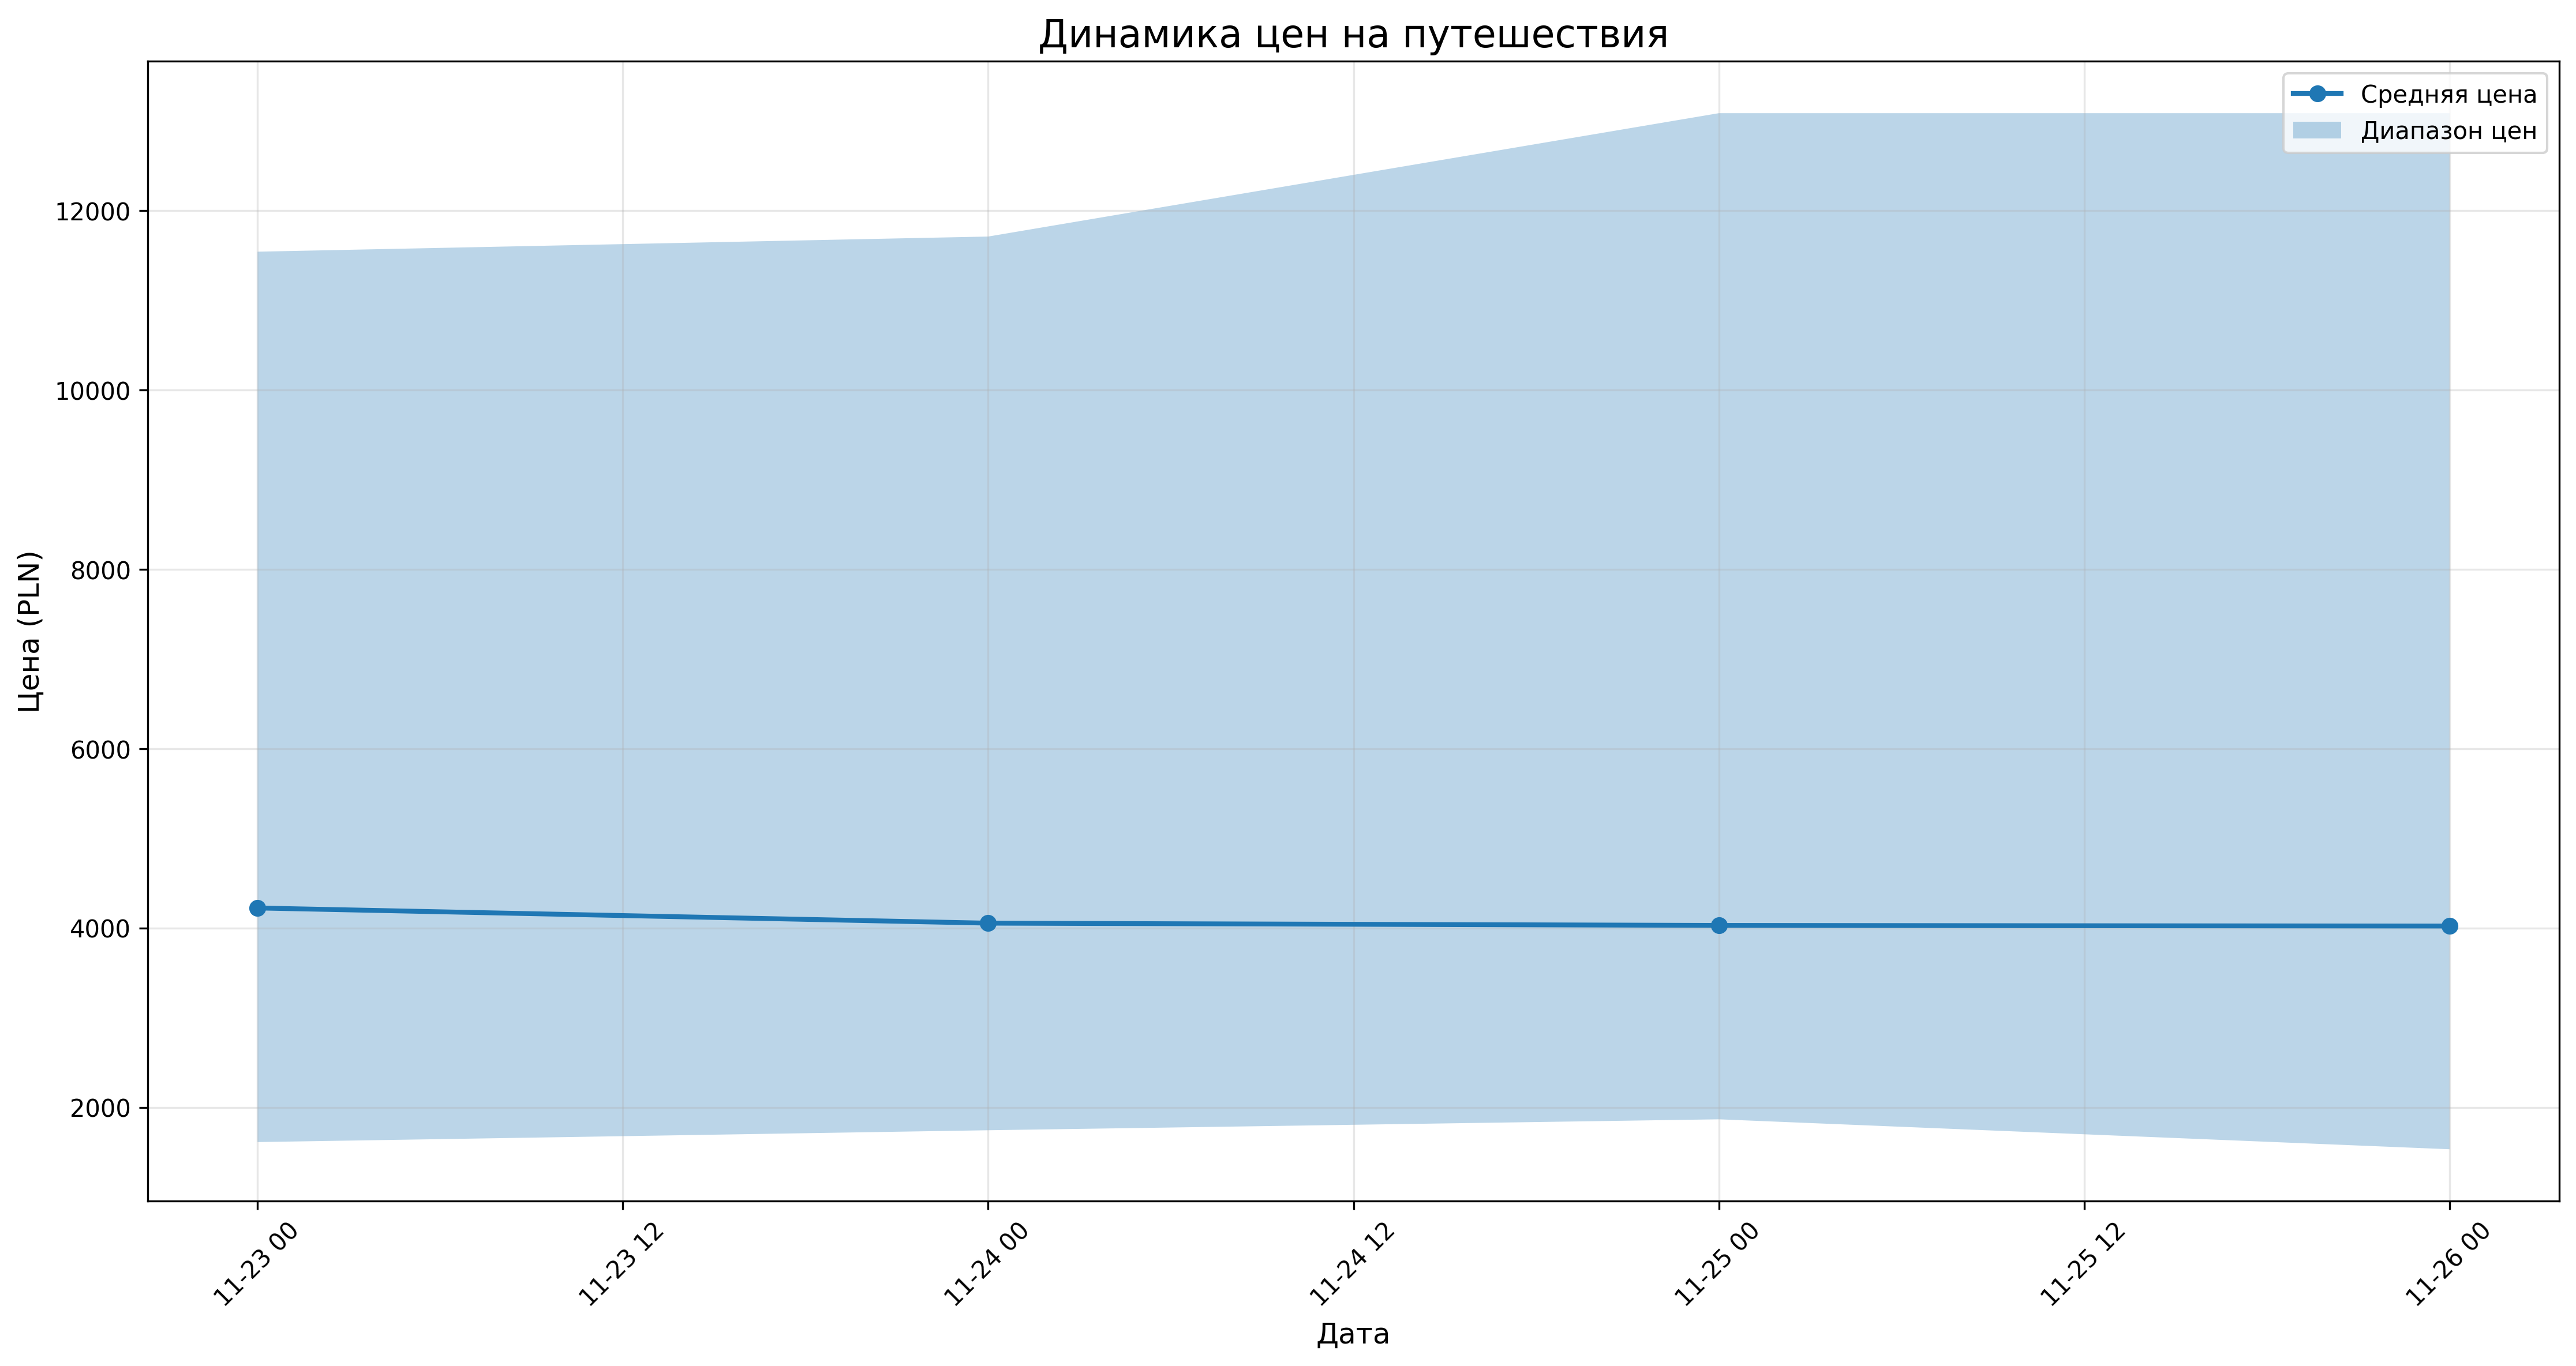 Динамика цен на путешествия
Средняя цена
Диапазон цен
Цена (PLN)
12000
10000
8000
6000
4000
2000
11-23 00
11-23 12
11-24 00
11-24 12
11-25 00
11-25 12
11-26 00
Дата